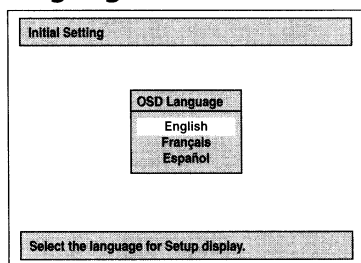 Initial Setting
OSD Language
English
Français
Español
Select the language for Setup display.